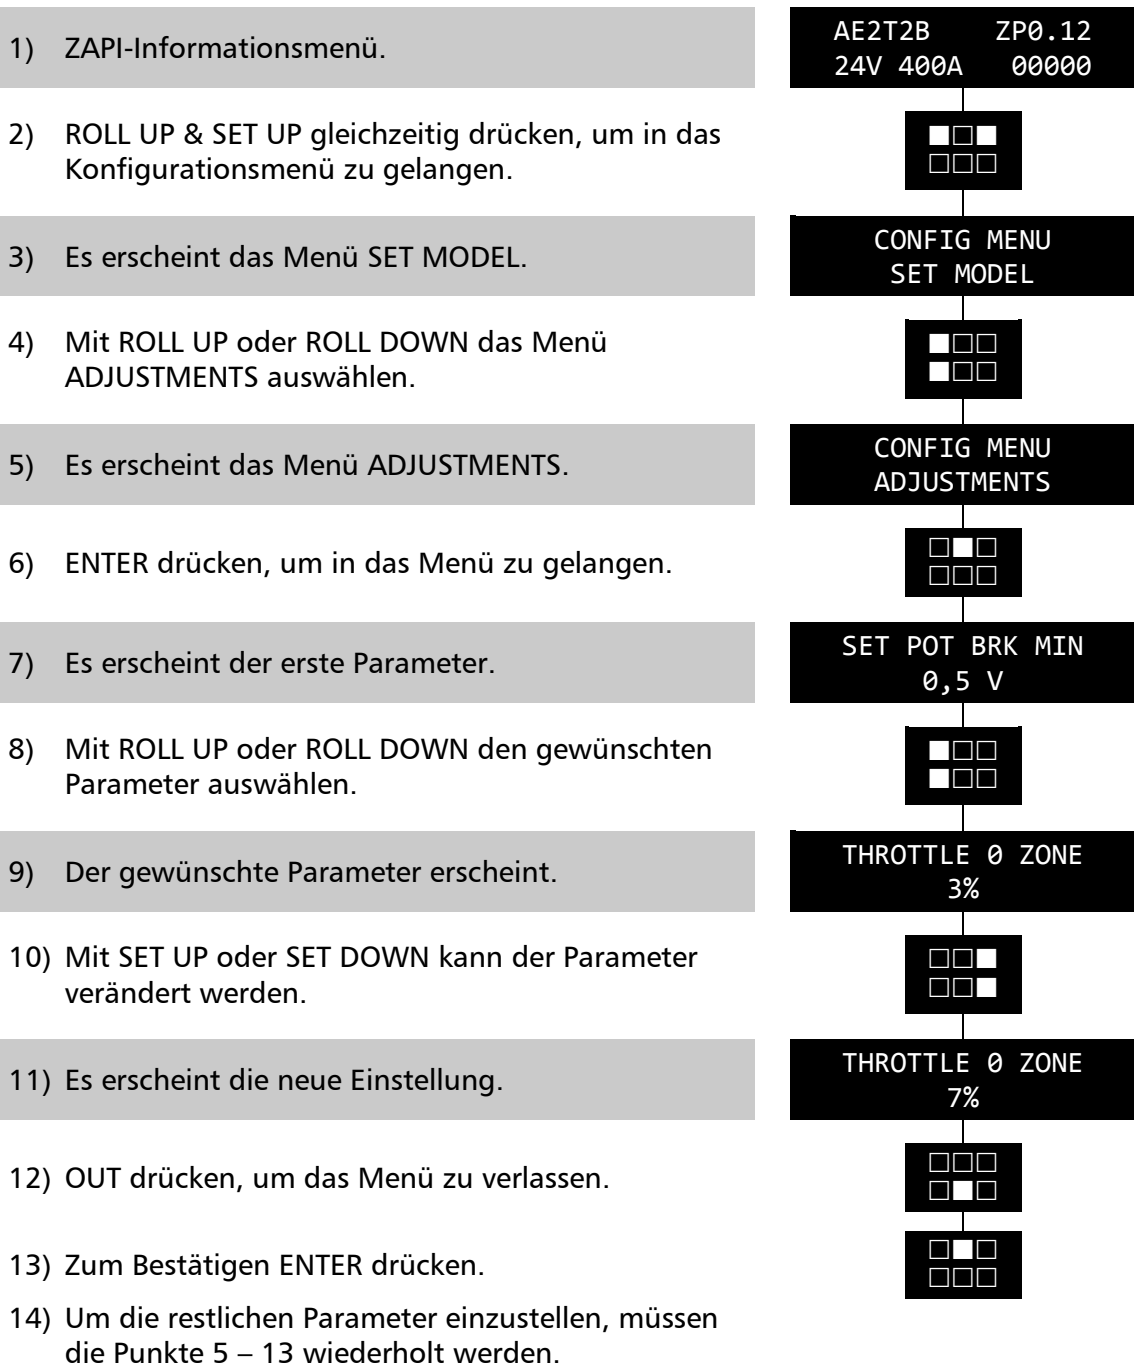 1) ZAPI-Informationsmenü.
AE2T2B ZP0.12
24V 400A 00000
2) ROLL UP & SET UP gleichzeitig drücken, um in das
Konfigurationsmenü zu gelangen.
3) Es erscheint das Menü SET MODEL.
CONFIG MENU
SET MODEL
4) Mit ROLL UP oder ROLL DOWN das Menü
ADJUSTMENTS auswählen.
5) Es erscheint das Menü ADJUSTMENTS.
CONFIG MENU
ADJUSTMENTS
6) ENTER drücken, um in das Menü zu gelangen.
7) Es erscheint der erste Parameter.
SET POT BRK MIN
0,5 V
8) Mit ROLL UP oder ROLL DOWN den gewünschten
Parameter auswählen.
9) Der gewünschte Parameter erscheint.
THROTTLE 0 ZONE
3%
10) Mit SET UP oder SET DOWN kann der Parameter
verändert werden.
11) Es erscheint die neue Einstellung.
THROTTLE 0 ZONE
7%
12) OUT drücken, um das Menü zu verlassen.
13) Zum Bestätigen ENTER drücken.
14) Um die restlichen Parameter einzustellen, müssen
die Punkte 5 – 13 wiederholt werden.